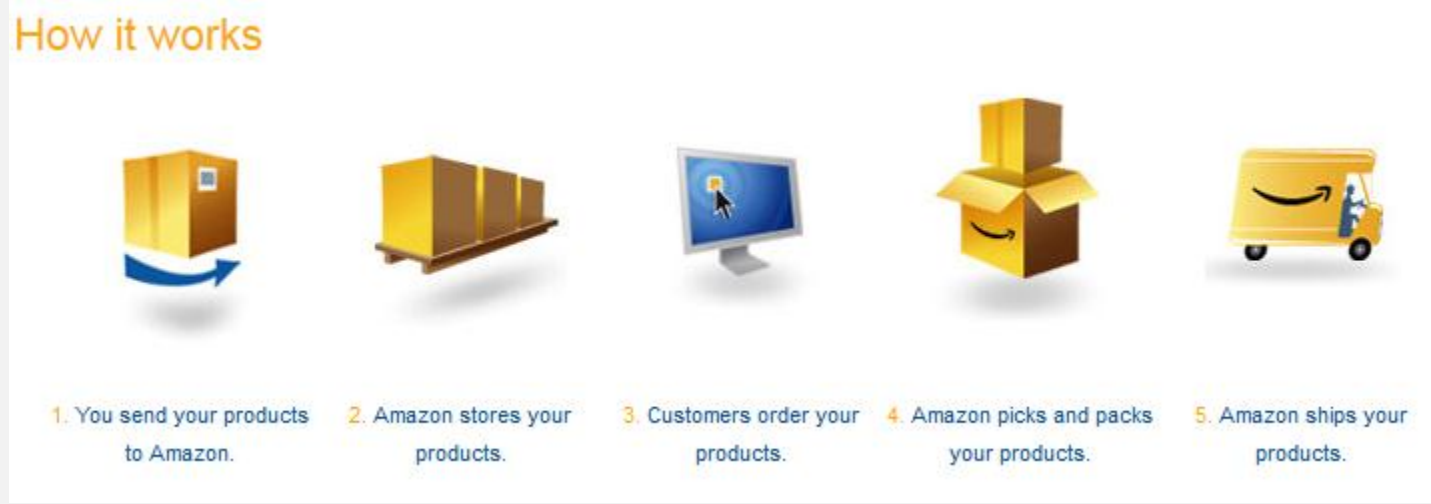 How it works
1. You send your products
to Amazon.
2. Amazon stores your
products.
3. Customers order your
products.
4. Amazon picks and packs
your products.
5. Amazon ships your
products.